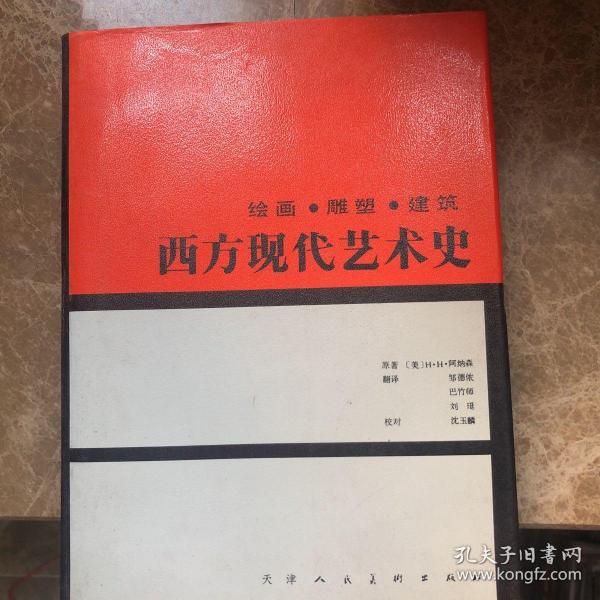 绘画・雕塑・建筑
西方现代艺术史
原著〔美〕H・H・阿纳森
翻译 邹德侬
巴竹师
刘珽
校对 沈玉麟
天津人民美術出版
孔夫子旧书网
www.kongfz.com